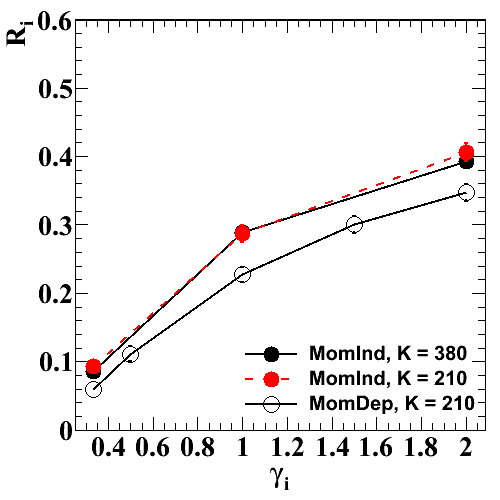 R_i
0.6
0.5
0.4
0.3
0.2
0.1
0
MomInd, K = 380
MomInd, K = 210
MomDep, K = 210
0.4 0.6 0.8 1 1.2 1.4 1.6 1.8 2
γ_i